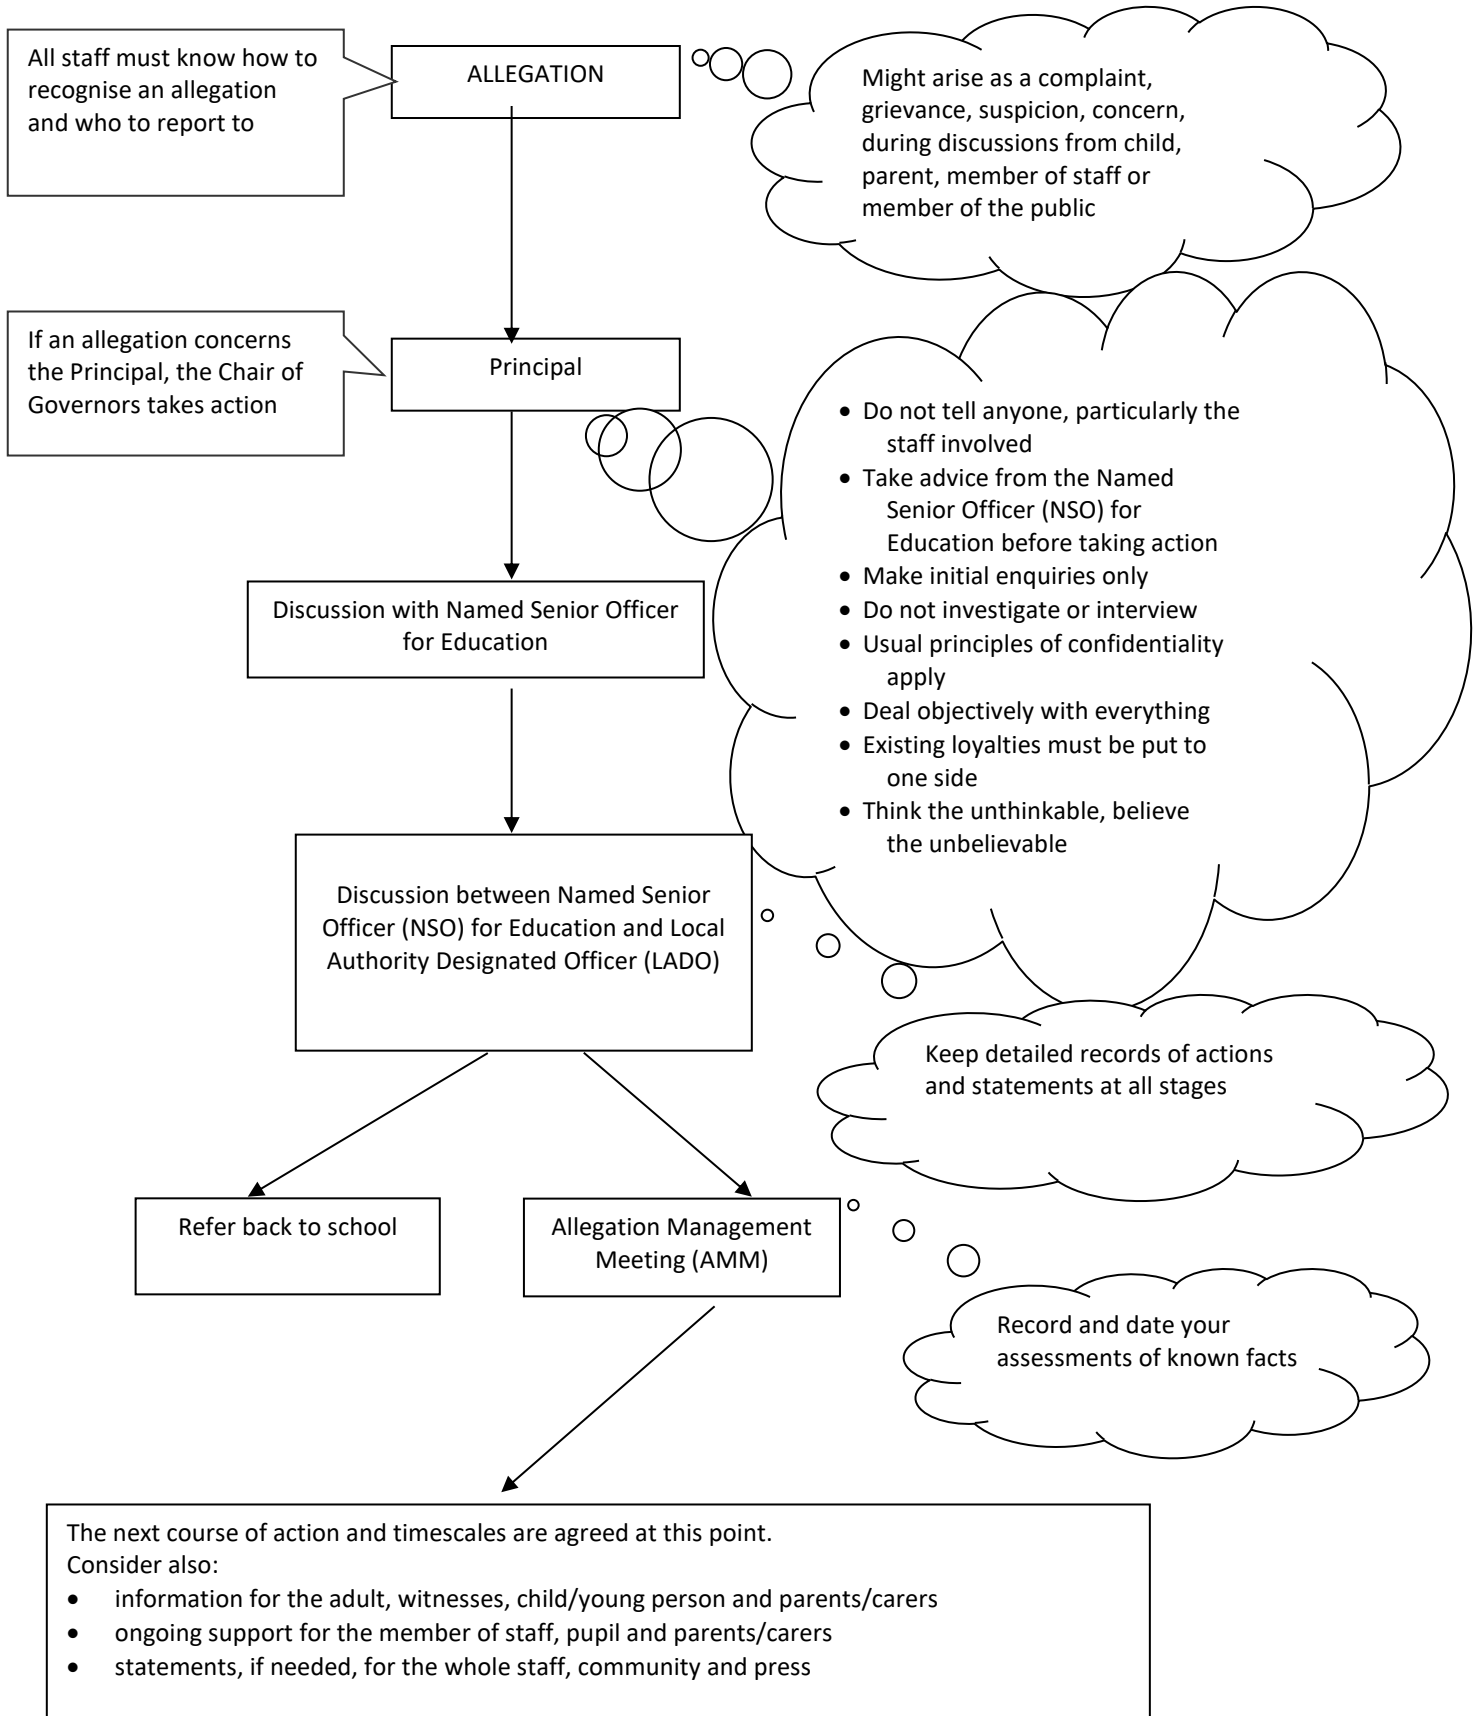 All staff must know how to
recognise an allegation
and who to report to
ALLEGATION
Might arise as a complaint,
grievance, suspicion, concern,
during discussions from child,
parent, member of staff or
member of the public
If an allegation concerns
the Principal, the Chair of
Governors takes action
Principal
• Do not tell anyone, particularly the
staff involved
• Take advice from the Named
Senior Officer (NSO) for
Education before taking action
• Make initial enquiries only
• Do not investigate or interview
• Usual principles of confidentiality
apply
• Deal objectively with everything
• Existing loyalties must be put to
one side
• Think the unthinkable, believe
the unbelievable
Discussion with Named Senior Officer
for Education
Discussion between Named Senior
Officer (NSO) for Education and Local
Authority Designated Officer (LADO)
Keep detailed records of actions
and statements at all stages
Refer back to school
Allegation Management
Meeting (AMM)
Record and date your
assessments of known facts
The next course of action and timescales are agreed at this point.
Consider also:
• information for the adult, witnesses, child/young person and parents/carers
• ongoing support for the member of staff, pupil and parents/carers
• statements, if needed, for the whole staff, community and press